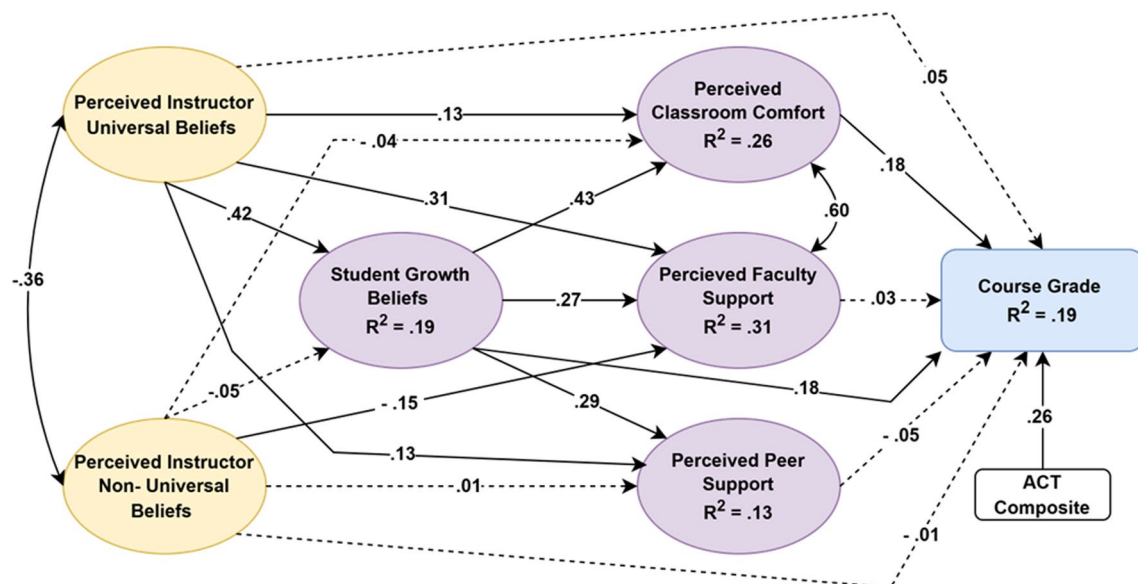 Perceived Instructor
Universal Beliefs
Perceived
Classroom Comfort
R² = .26
.05
.13
- .04
.18
.31
.43
.60
.42
Student Growth
Beliefs
R² = .19
Percieved Faculty
Support
R² = .31
Course Grade
R² = .19
-.36
.27
.03
-.05
- .15
.18
.29
.13
- .05
.26
Perceived Instructor
Non- Universal
Beliefs
.01
Perceived Peer
Support
R² = .13
ACT
Composite
- .01